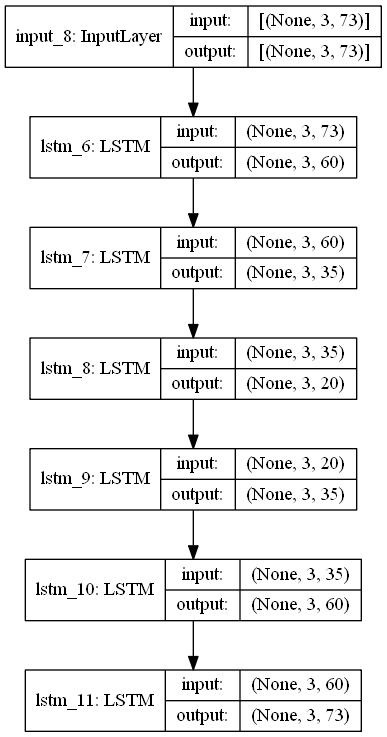 input_8: InputLayer input: [(None, 3, 73)]
output: [(None, 3, 73)]
lstm_6: LSTM input: (None, 3, 73)
output: (None, 3, 60)
lstm_7: LSTM input: (None, 3, 60)
output: (None, 3, 35)
lstm_8: LSTM input: (None, 3, 35)
output: (None, 3, 20)
lstm_9: LSTM input: (None, 3, 20)
output: (None, 3, 35)
lstm_10: LSTM input: (None, 3, 35)
output: (None, 3, 60)
lstm_11: LSTM input: (None, 3, 60)
output: (None, 3, 73)